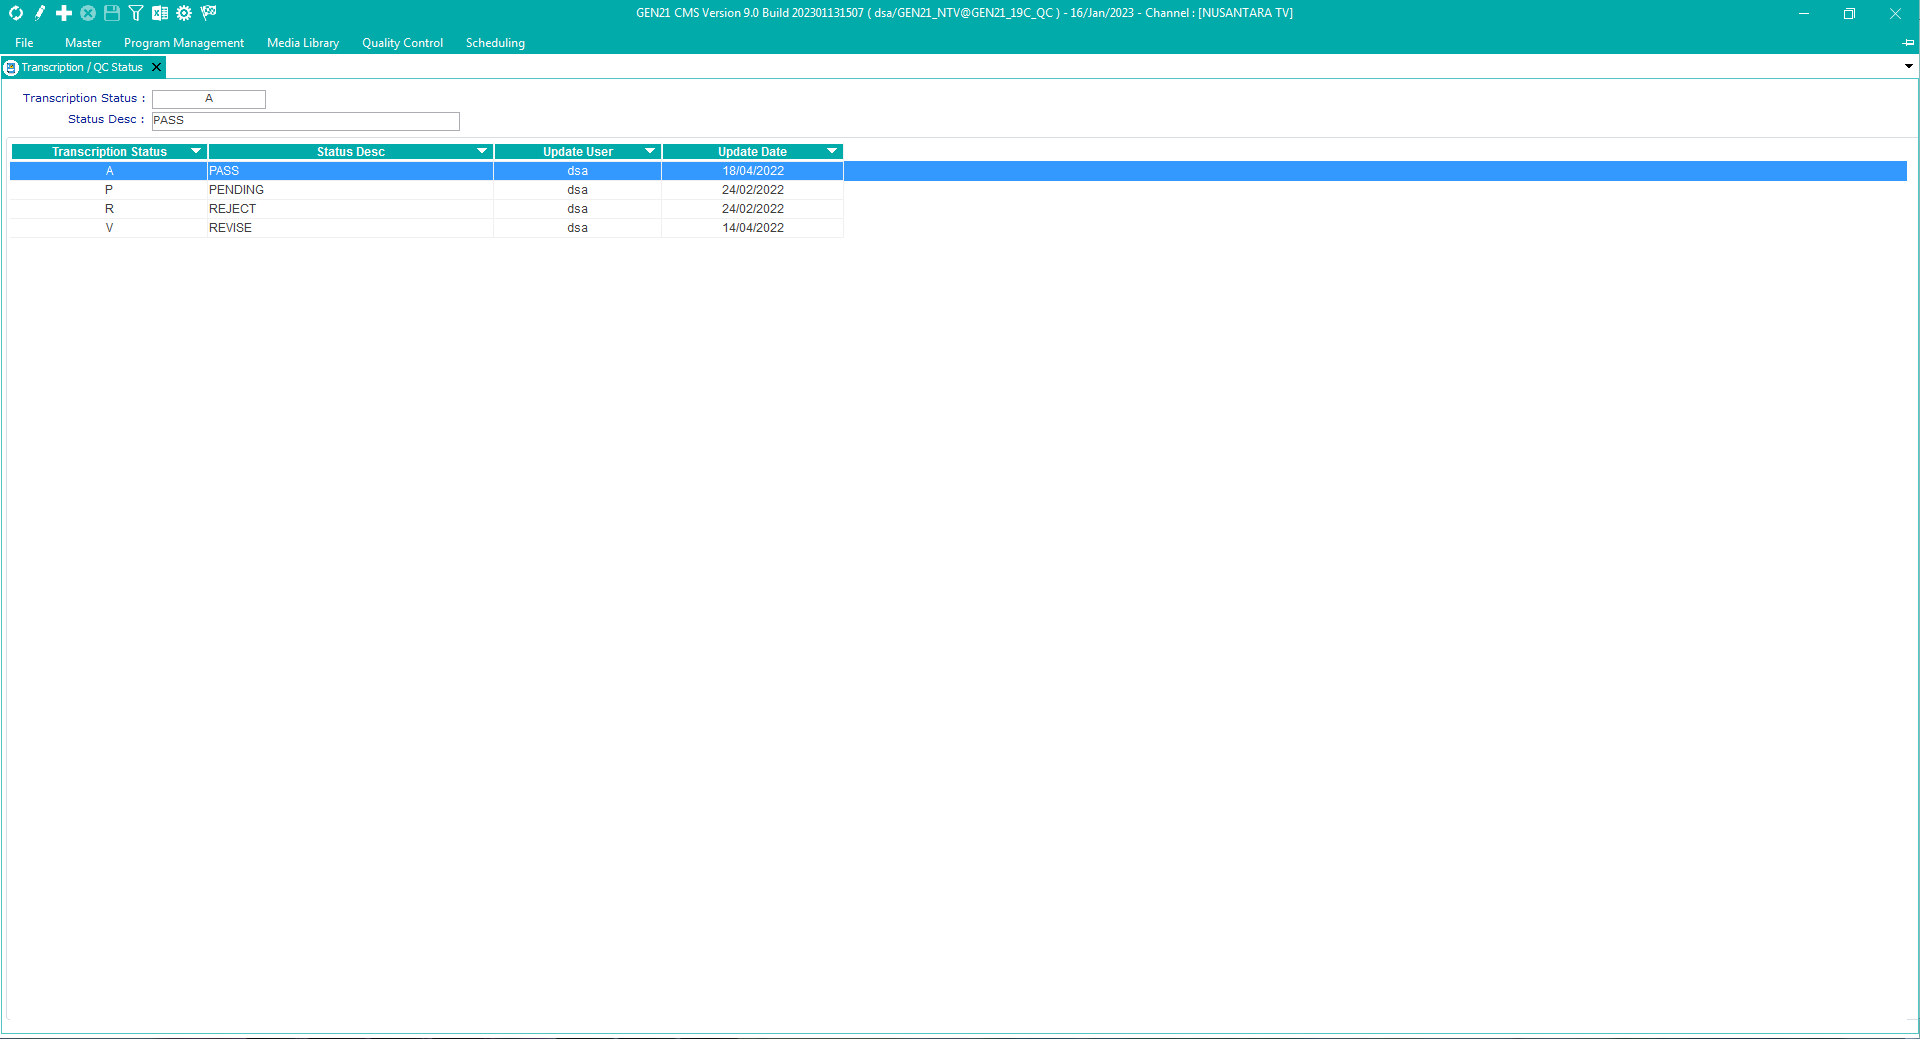 GEN21 CMS Version 9.0 Build 202301131507 ( dsa/GEN21_NTV@GEN21_19C_QC ) - 16/Jan/2023 - Channel : [NUSANTARA TV]
File Master Program Management Media Library Quality Control Scheduling
Transcription / QC Status
Transcription Status : A
Status Desc : PASS
Transcription Status Status Desc Update User Update Date
A PASS dsa 18/04/2022
P PENDING dsa 24/02/2022
R REJECT dsa 24/02/2022
V REVISE dsa 14/04/2022